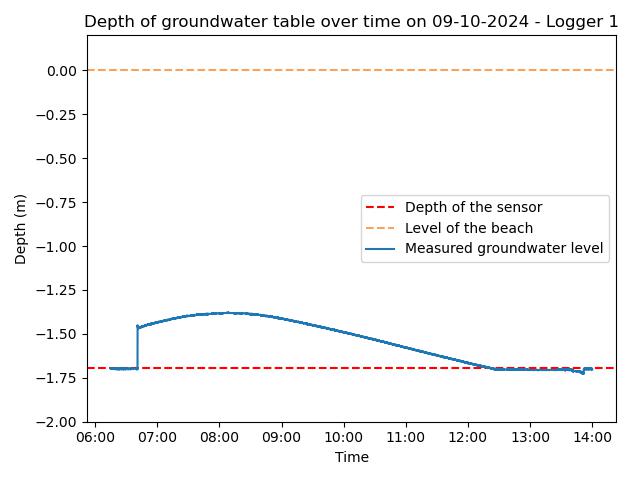 Depth of groundwater table over time on 09-10-2024 - Logger 1
0.00
−0.25
−0.50
−0.75
−1.00
−1.25
−1.50
−1.75
−2.00
Depth (m)
Depth of the sensor
Level of the beach
Measured groundwater level
06:00 07:00 08:00 09:00 10:00 11:00 12:00 13:00 14:00
Time